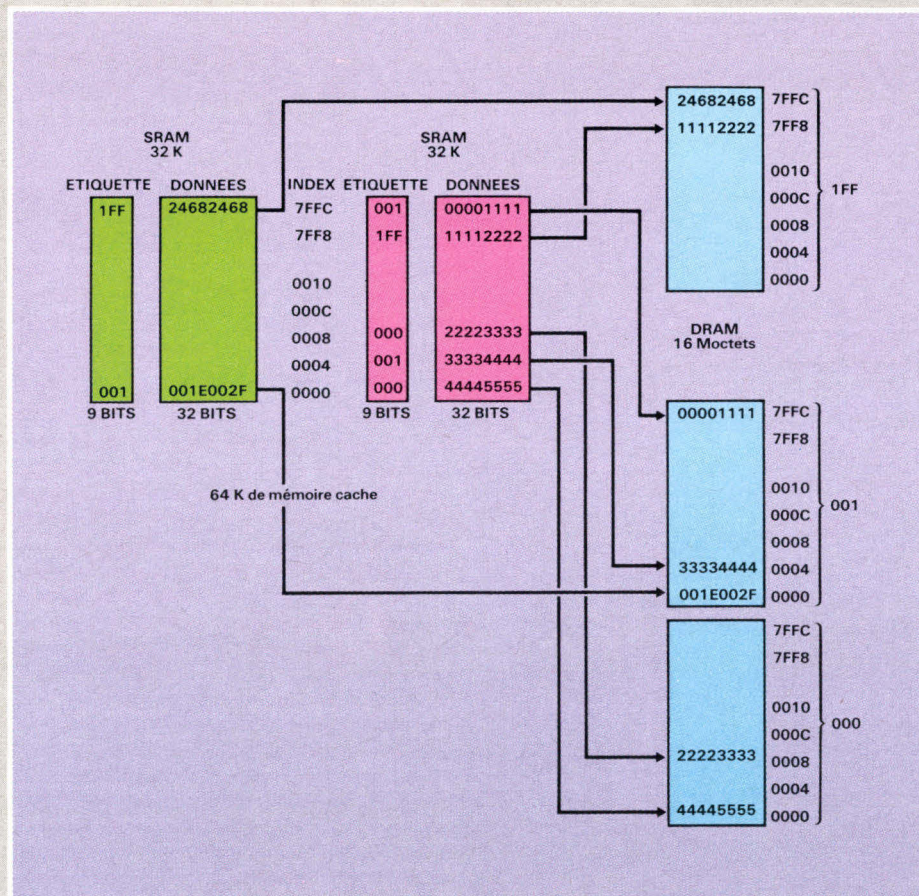 SRAM
32 K
ETIQUETTE DONNEES
1FF 24682468
001 001E002F
9 BITS 32 BITS
INDEX
7FFC
7FF8
0010
000C
0008
0004
0000
SRAM
32 K
ETIQUETTE DONNEES
001 00001111
1FF 11112222
000 22223333
001 33334444
000 44445555
9 BITS 32 BITS
64 K de mémoire cache
24682468 7FFC
11112222 7FF8
0010
000C
0008
0004
0000
1FF
DRAM
16 Moctets
00001111 7FFC
7FF8
0010
000C
0008
33334444 0004
001E002F 0000
001
7FFC
7FF8
0010
000C
22223333 0008
0004
44445555 0000
000